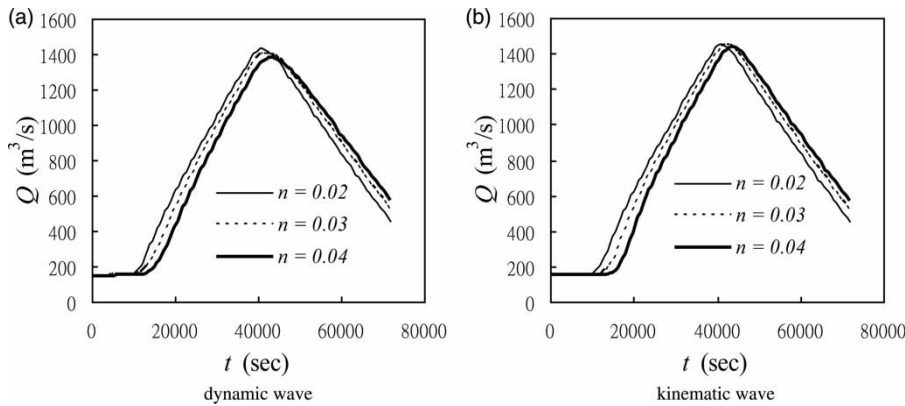 (a)
1600
1400
1200
1000
800
600
400
200
0
Q (m³/s)
n = 0.02
n = 0.03
n = 0.04
0 20000 40000 60000 80000
t (sec)
dynamic wave
(b)
1600
1400
1200
1000
800
600
400
200
0
Q (m³/s)
n = 0.02
n = 0.03
n = 0.04
0 20000 40000 60000 80000
t (sec)
kinematic wave